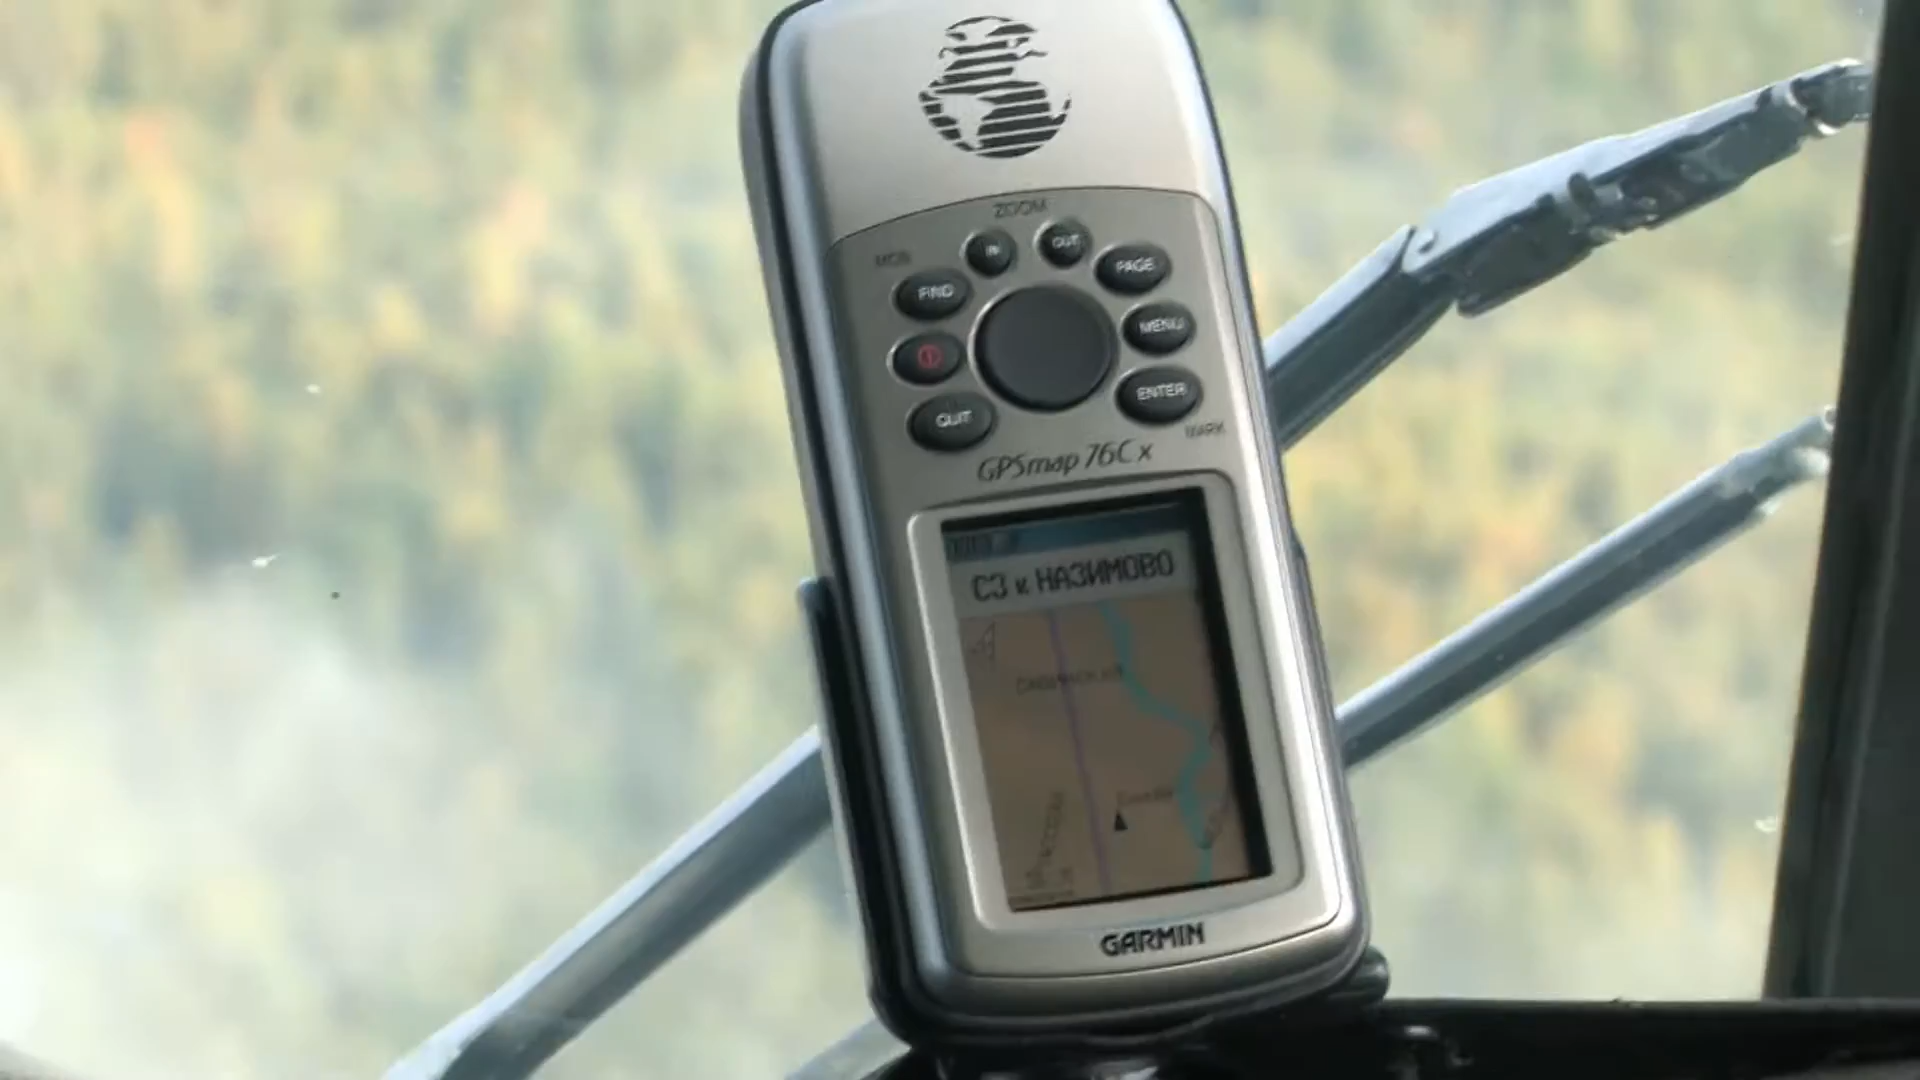 ZOOM
IN OUT
MOB
PAGE
FIND
MENU
ENTER
QUIT
MARK
GPSmap 76Cx
СЗ к НАЗИМОВО
GARMIN